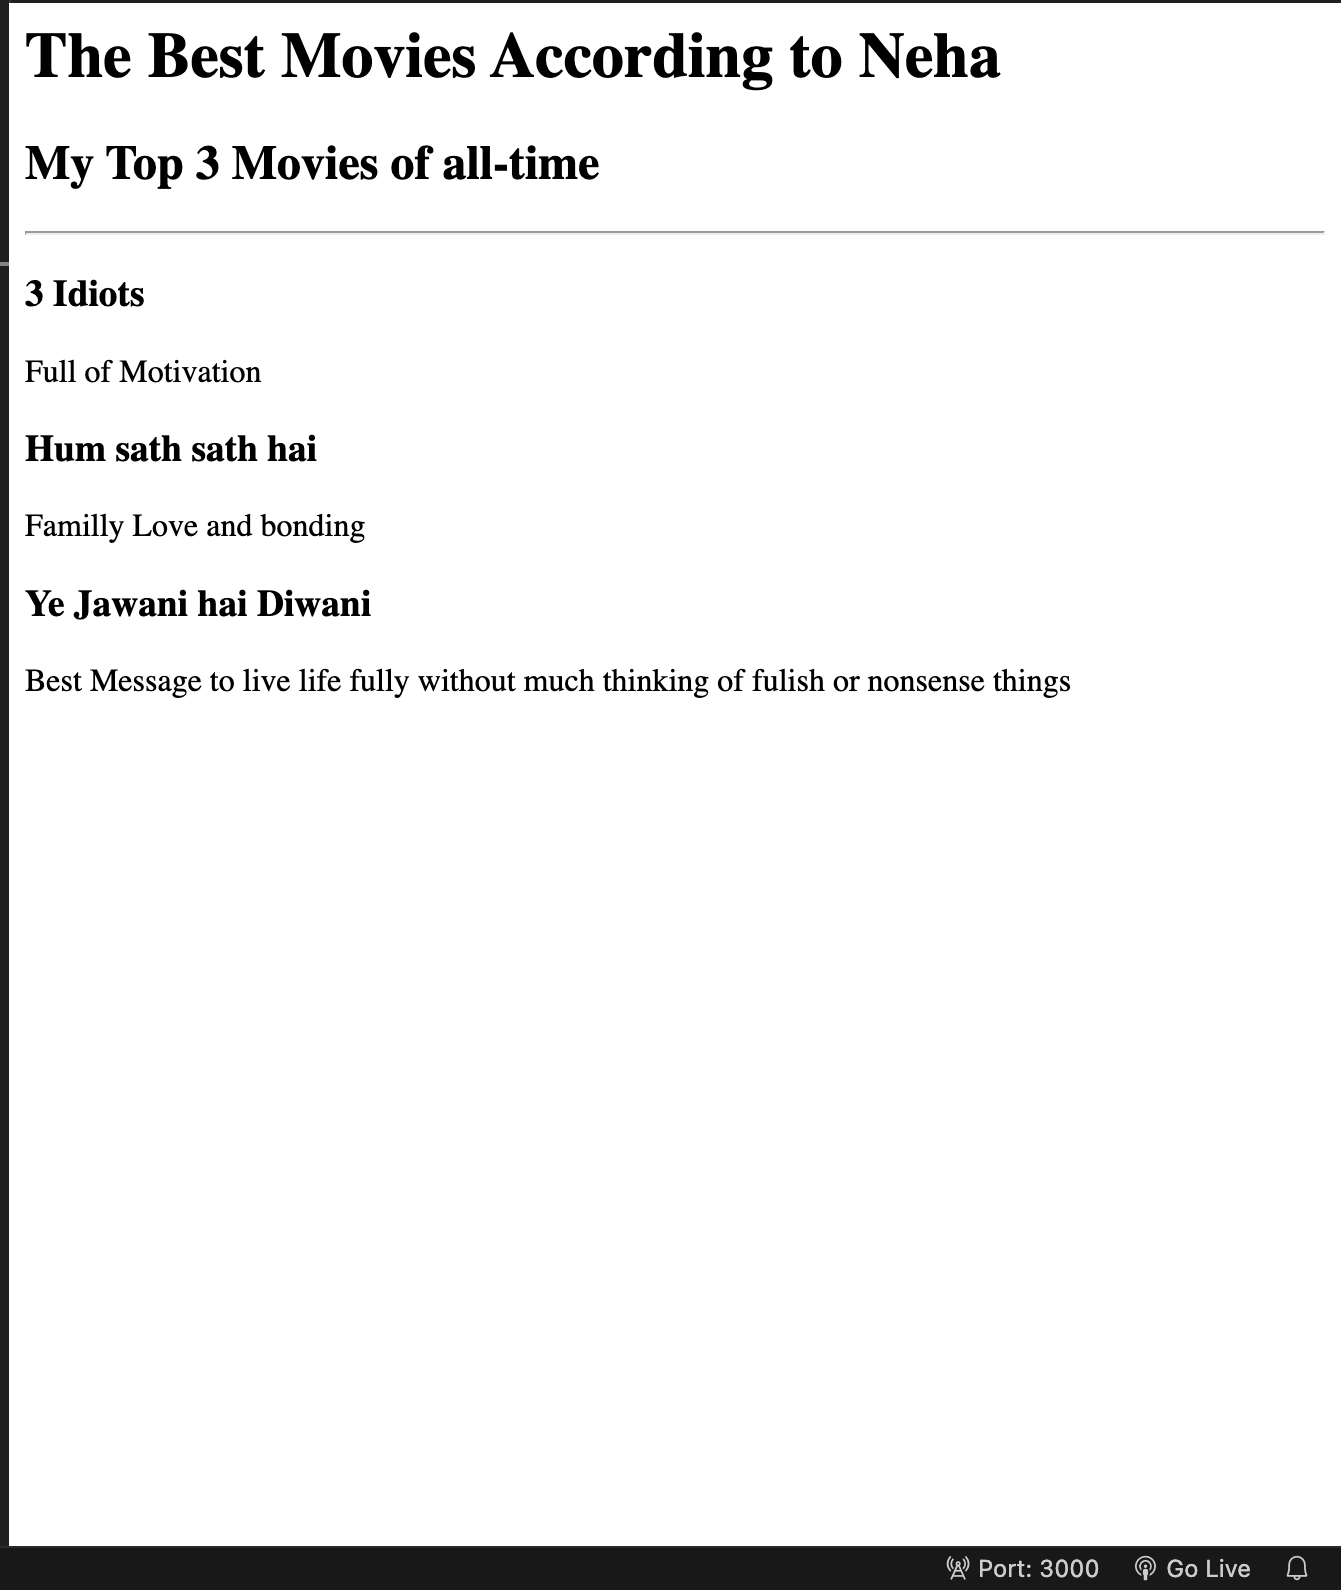 The Best Movies According to Neha
My Top 3 Movies of all-time
3 Idiots
Full of Motivation
Hum sath sath hai
Familly Love and bonding
Ye Jawani hai Diwani
Best Message to live life fully without much thinking of fulish or nonsense things
Port: 3000 Go Live